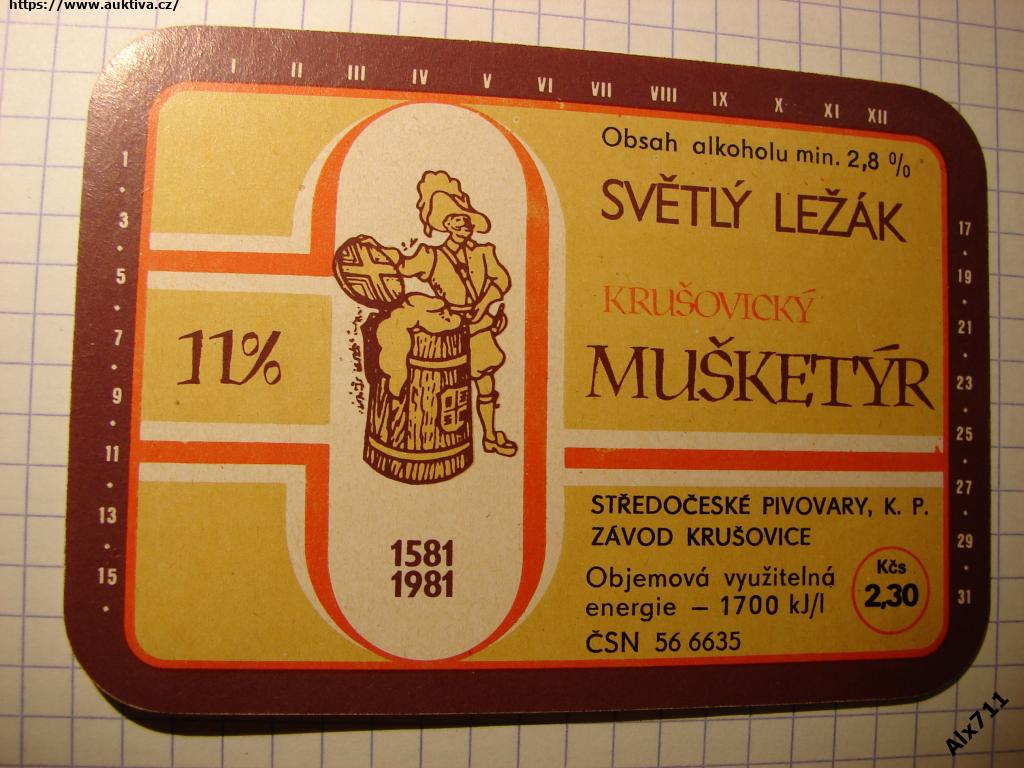 https://www.auktiva.cz/
I II III IV V VI VII VIII IX X XI XII
1
3
5
7
9
11
13
15
Obsah alkoholu min. 2,8 %
SVĚTLÝ LEŽÁK
KRUŠOVICKÝ
MUŠKETÝR
11%
1581
1981
STŘEDOČESKÉ PIVOVARY, K. P.
ZÁVOD KRUŠOVICE
Objemová využitelná
energie – 1700 kJ/l
ČSN 56 6635
Kčs
2,30
17
19
21
23
25
27
29
31
Alx711